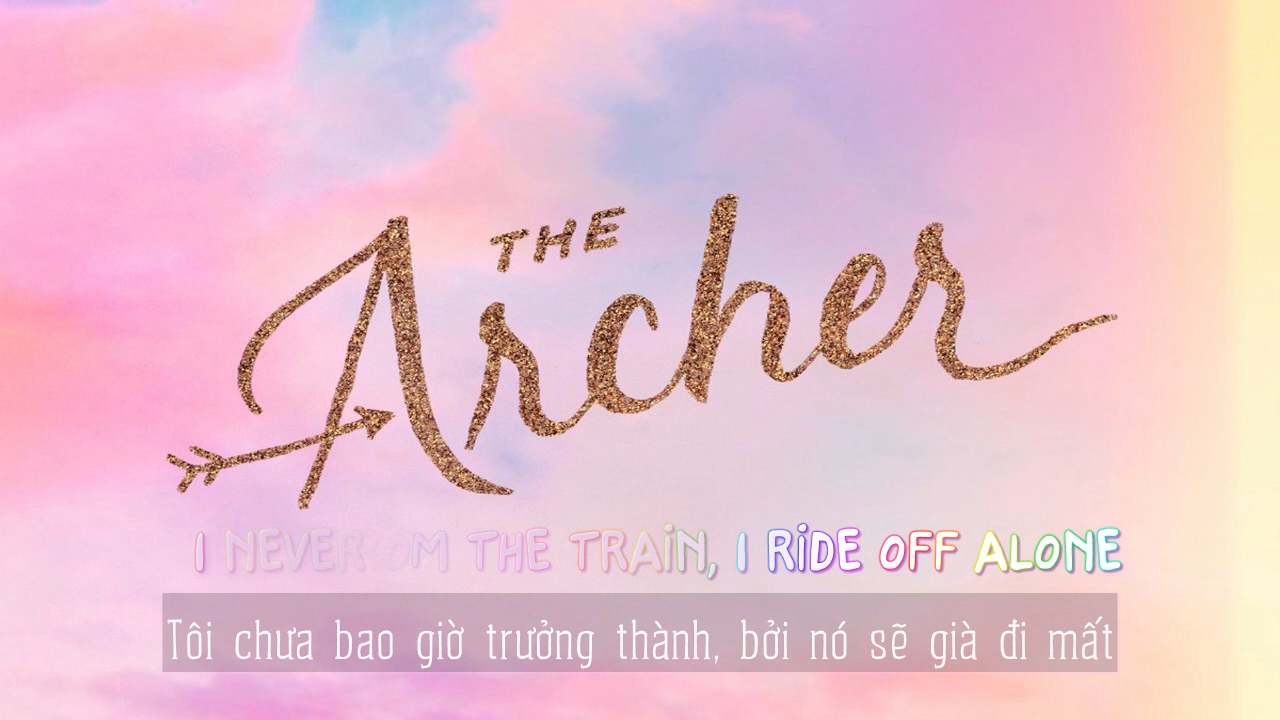 THE
Archer
I NEVER
OM THE TRAIN, I RIDE OFF ALONE
Tôi chưa bao giờ trưởng thành, bởi nó sẽ già đi mất